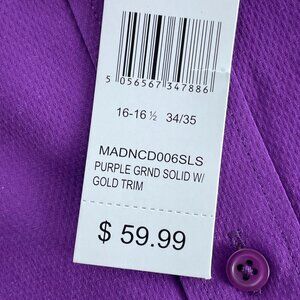 5 056567 347886
16-16 ½ 34/35
MADNCD006SLS
PURPLE GRND SOLID W/
GOLD TRIM
$ 59.99